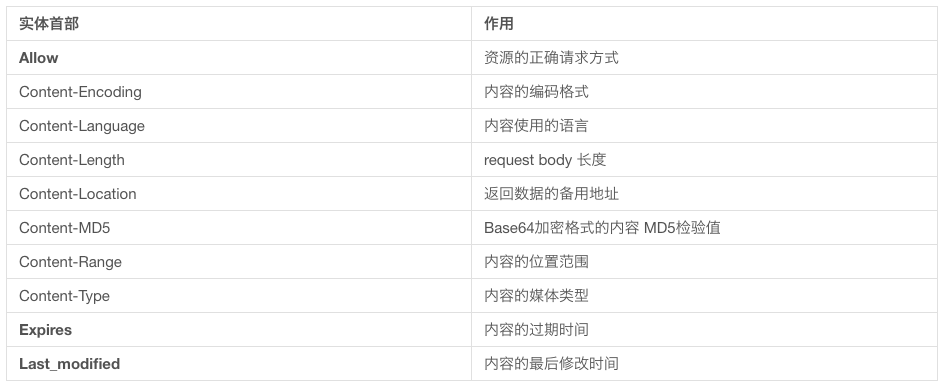 实体首部 作用
Allow 资源的正确请求方式
Content-Encoding 内容的编码格式
Content-Language 内容使用的语言
Content-Length request body 长度
Content-Location 返回数据的备用地址
Content-MD5 Base64加密格式的内容 MD5检验值
Content-Range 内容的位置范围
Content-Type 内容的媒体类型
Expires 内容的过期时间
Last_modified 内容的最后修改时间